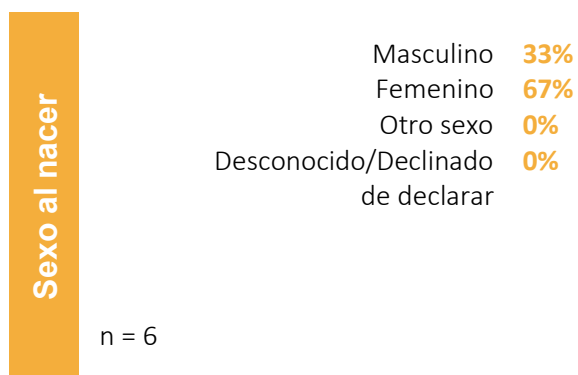 Sexo al nacer
Masculino 33%
Femenino 67%
Otro sexo 0%
Desconocido/Declinado 0%
de declarar
n = 6